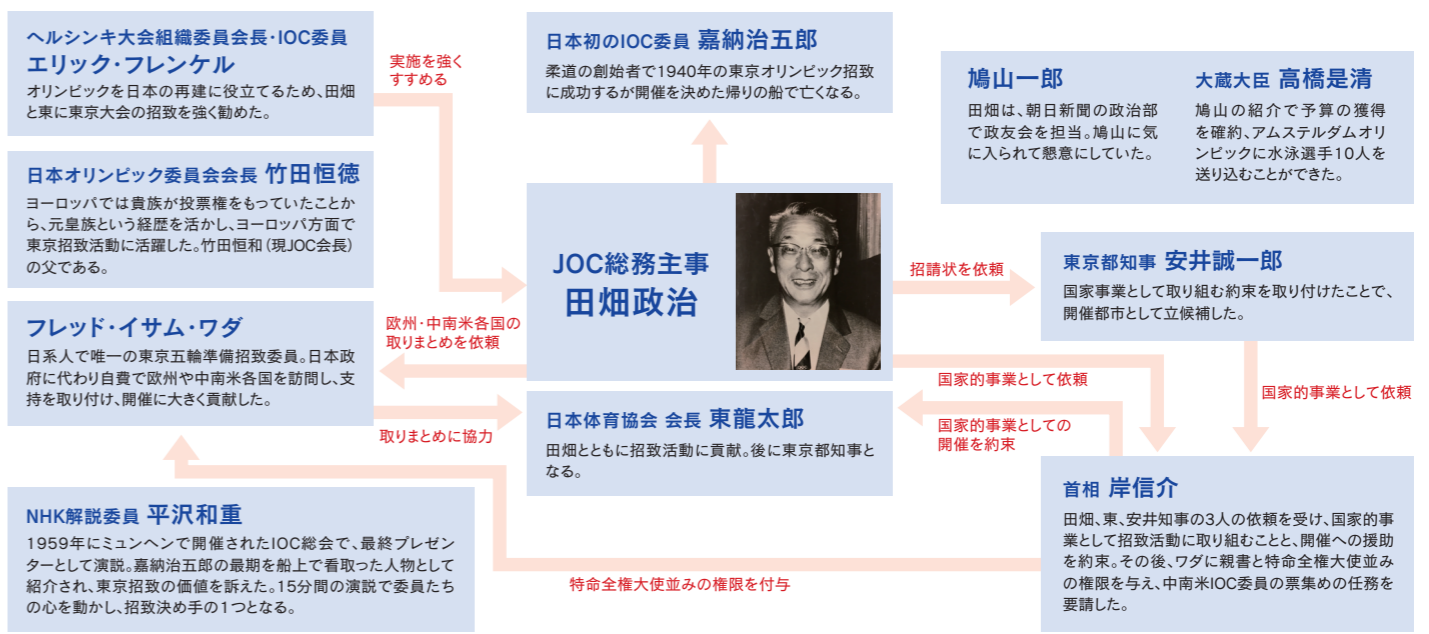 ヘルシンキ大会組織委員会長・IOC委員
エリック・フレンケル
オリンピックを日本の再建に役立てるため、田畑
と東に東京大会の招致を強く勧めた。
実施を強く
すすめる
日本初のIOC委員 嘉納治五郎
柔道の創始者で1940年の東京オリンピック招致
に成功するが開催を決めた帰りの船で亡くなる。
鳩山一郎
田畑は、朝日新聞の政治部
で政友会を担当。鳩山に気
に入られて懇意にしていた。
大蔵大臣 高橋是清
鳩山の紹介で予算の獲得
を確約、アムステルダムオリ
ンピックに水泳選手10人を
送り込むことができた。
日本オリンピック委員会会長 竹田恒徳
ヨーロッパでは貴族が投票権をもっていたことか
ら、元皇族という経歴を活かし、ヨーロッパ方面で
東京招致活動に活躍した。竹田恒和（現JOC会長）
の父である。
JOC総務主事
田畑政治
招請状を依頼
東京都知事 安井誠一郎
国家事業として取り組む約束を取り付けたことで、
開催都市として立候補した。
フレッド・イサム・ワダ
日系人で唯一の東京五輪準備招致委員。日本政
府に代わり自費で欧州や中南米各国を訪問し、支
持を取り付け、開催に大きく貢献した。
欧州・中南米各国の
取りまとめを依頼
取りまとめに協力
国家的事業として依頼
国家的事業としての
開催を約束
国家的事業として依頼
日本体育協会 会長 東龍太郎
田畑とともに招致活動に貢献。後に東京都知事と
なる。
NHK解説委員 平沢和重
1959年にミュンヘンで開催されたIOC総会で、最終プレゼン
ターとして演説。嘉納治五郎の最期を船上で看取った人物として
紹介され、東京招致の価値を訴えた。15分間の演説で委員たち
の心を動かし、招致決め手の1つとなる。
特命全権大使並みの権限を付与
首相 岸信介
田畑、東、安井知事の3人の依頼を受け、国家的事
業として招致活動に取り組むことと、開催への援助
を約束。その後、ワダに親書と特命全権大使並み
の権限を与え、中南米IOC委員の票集めの任務を
要請した。